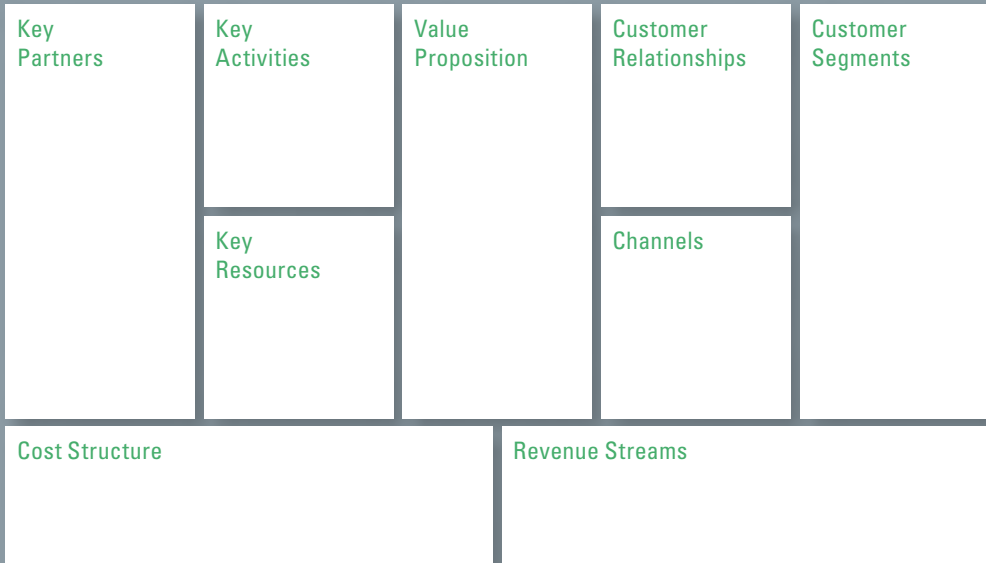 Key
Partners
Key
Activities
Value
Proposition
Customer
Relationships
Customer
Segments
Key
Resources
Channels
Cost Structure
Revenue Streams